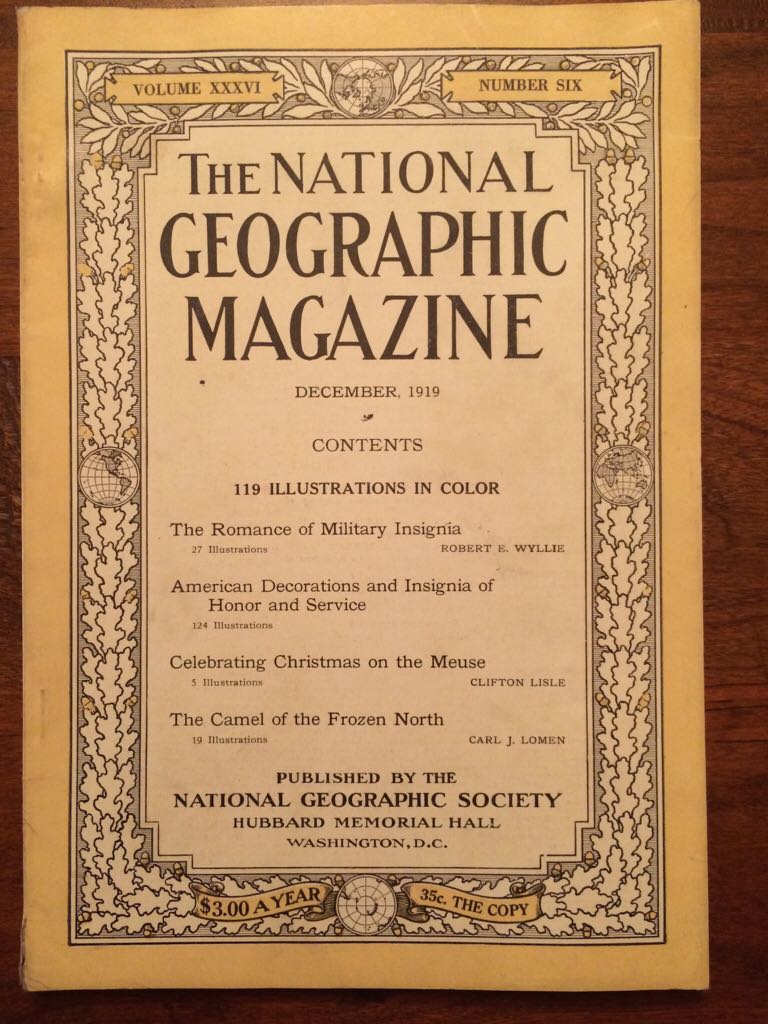 VOLUME XXXVI
NUMBER SIX
THE NATIONAL
GEOGRAPHIC
MAGAZINE
DECEMBER, 1919
CONTENTS
119 ILLUSTRATIONS IN COLOR
The Romance of Military Insignia
27 Illustrations ROBERT E. WYLLIE
American Decorations and Insignia of
Honor and Service
124 Illustrations
Celebrating Christmas on the Meuse
5 Illustrations CLIFTON LISLE
The Camel of the Frozen North
19 Illustrations CARL J. LOMEN
PUBLISHED BY THE
NATIONAL GEOGRAPHIC SOCIETY
HUBBARD MEMORIAL HALL
WASHINGTON, D.C.
$3.00 A YEAR
35c. THE COPY